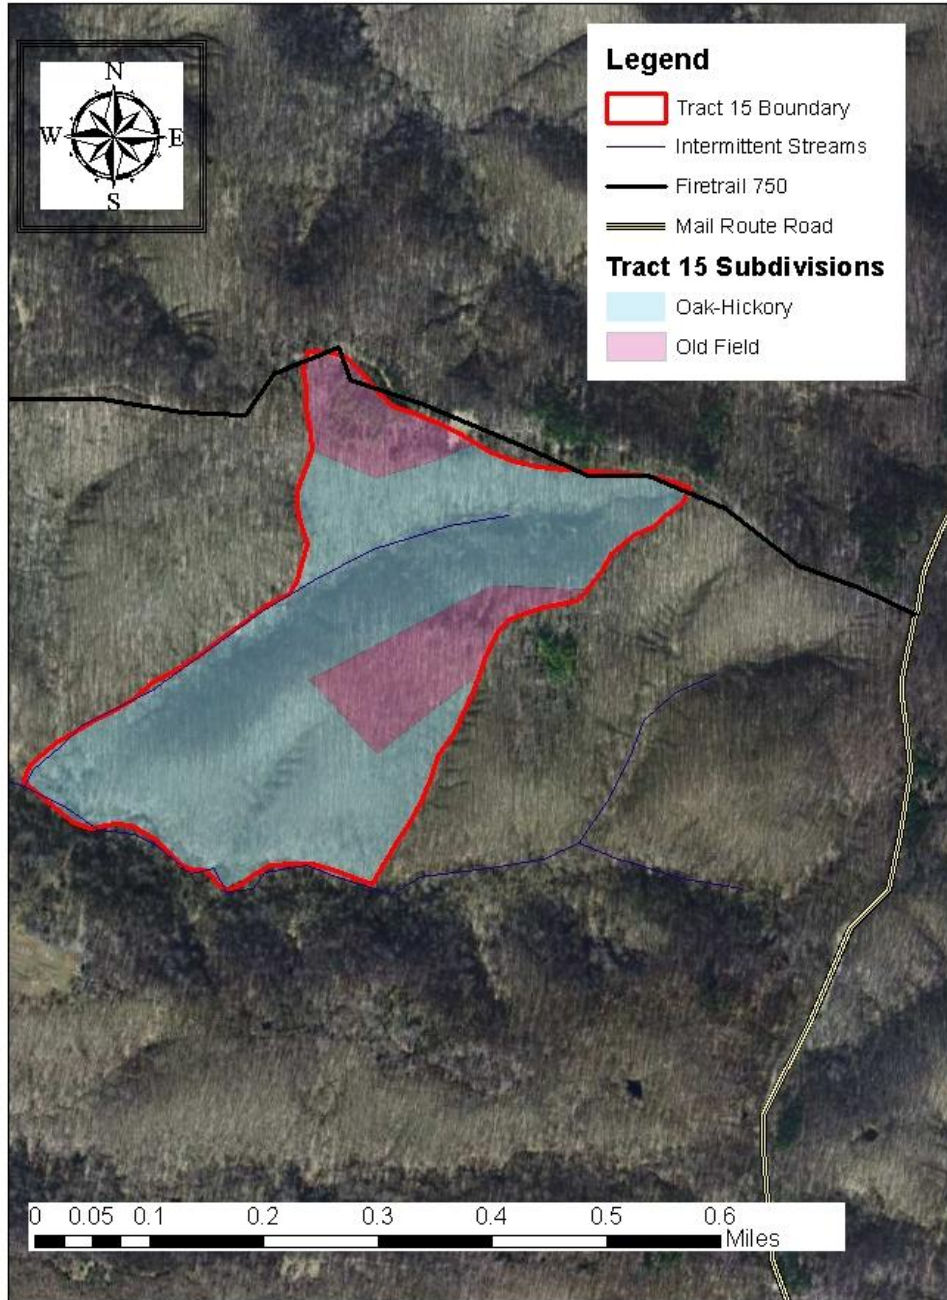 N
W E
S
Legend
Tract 15 Boundary
Intermittent Streams
Firetrail 750
Mail Route Road
Tract 15 Subdivisions
Oak-Hickory
Old Field
0 0.05 0.1 0.2 0.3 0.4 0.5 0.6
Miles